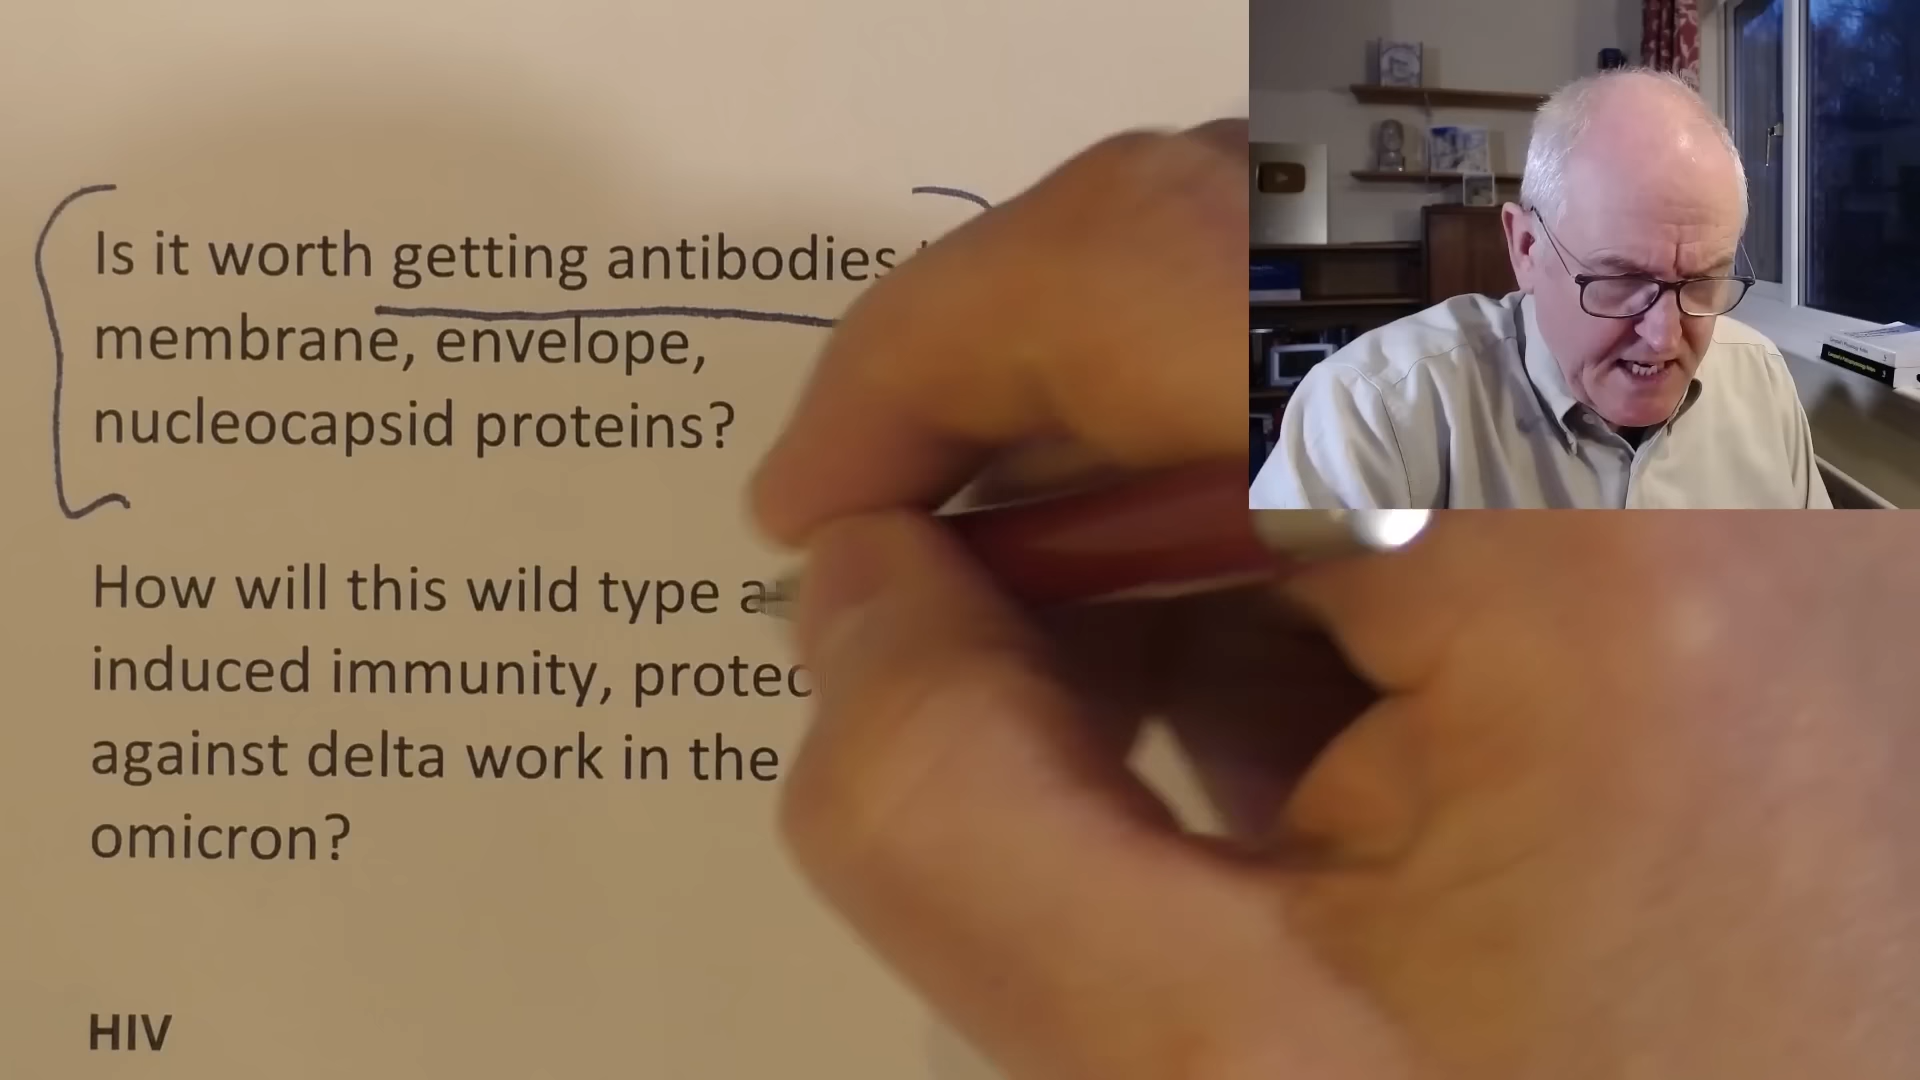 Is it worth getting antibodies
membrane, envelope,
nucleocapsid proteins?
How will this wild type
induced immunity,
against delta work in the
omicron?
HIV